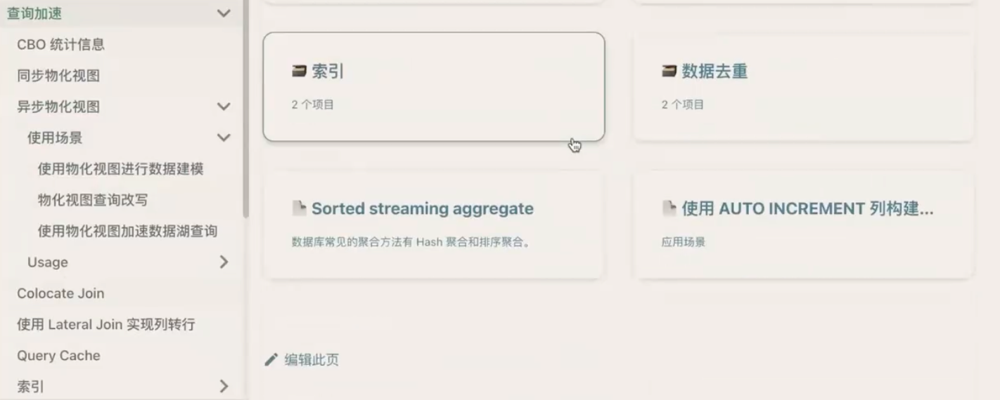 查询加速
CBO 统计信息
同步物化视图
异步物化视图
使用场景
使用物化视图进行数据建模
物化视图查询改写
使用物化视图加速数据湖查询
Usage
Colocate Join
使用 Lateral Join 实现列转行
Query Cache
索引
索引
2 个项目
数据去重
2 个项目
Sorted streaming aggregate
数据库常见的聚合方法有 Hash 聚合和排序聚合。
使用 AUTO INCREMENT 列构建...
应用场景
编辑此页